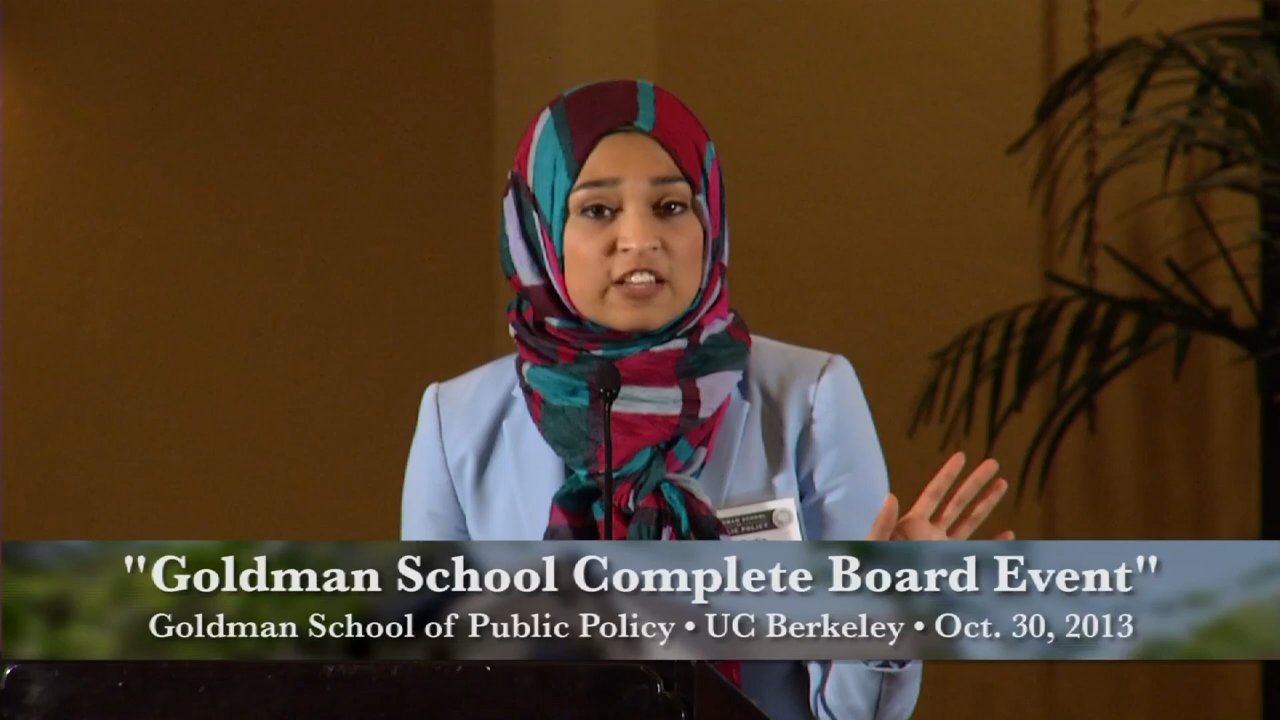 "Goldman School Complete Board Event"
Goldman School of Public Policy • UC Berkeley • Oct. 30, 2013